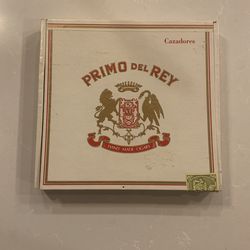 Cazadores
PRIMO DEL REY
HAND MADE CIGARS